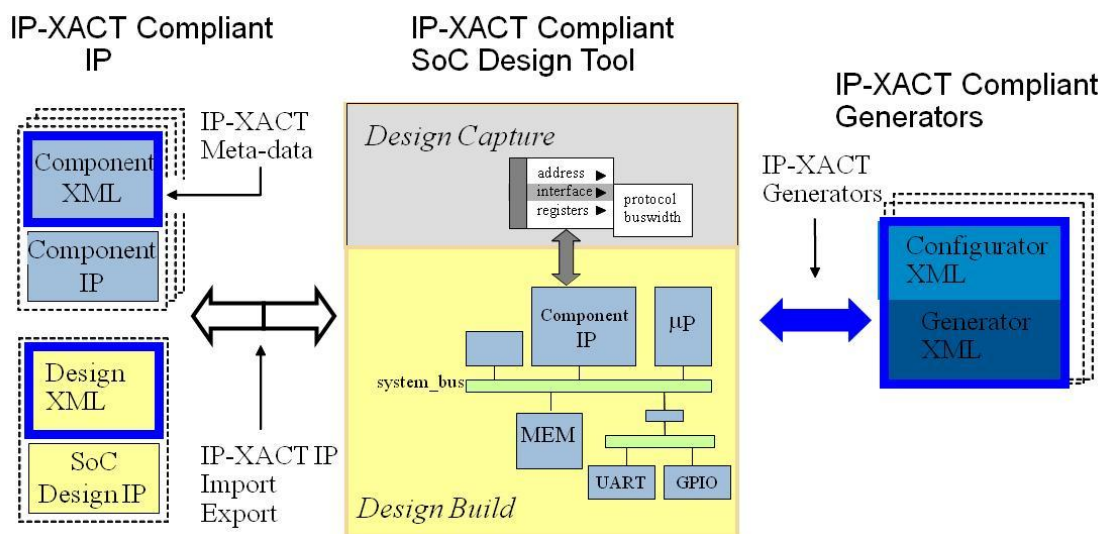 IP-XACT Compliant
IP
IP-XACT Compliant
SoC Design Tool
IP-XACT Compliant
Generators
IP-XACT
Meta-data
Component
XML
Component
IP
Design
XML
SoC
Design IP
IP-XACT IP
Import
Export
Design Capture
address
interface
registers
protocol
buswidth
Component
IP
μP
system_bus
MEM
UART
GPIO
Design Build
IP-XACT
Generators
Configurator
XML
Generator
XML